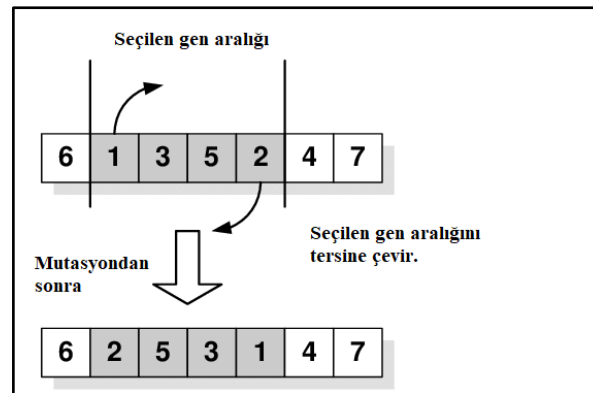 Seçilen gen aralığı
6 1 3 5 2 4 7
Seçilen gen aralığını
tersine çevir.
Mutasyondan
sonra
6 2 5 3 1 4 7